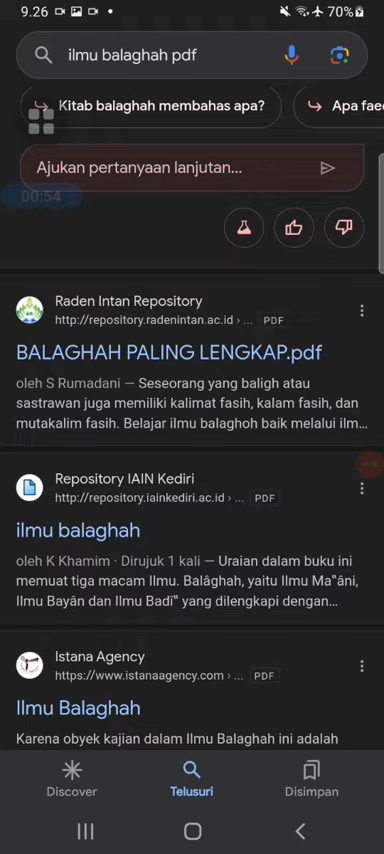 9.26
70%
ilmu balaghah pdf
Kitab balaghah membahas apa?
Apa fae
Ajukan pertanyaan lanjutan...
00:54
Raden Intan Repository
http://repository.radenintan.ac.id › ... PDF
BALAGHAH PALING LENGKAP.pdf
oleh S Rumadani — Seseorang yang baligh atau
sastrawan juga memiliki kalimat fasih, kalam fasih, dan
mutakalim fasih. Belajar ilmu balaghoh baik melalui ilm...
Repository IAIN Kediri
http://repository.iainkediri.ac.id › ... PDF
ilmu balaghah
oleh K Khamim · Dirujuk 1 kali — Uraian dalam buku ini
memuat tiga macam Ilmu. Balâghah, yaitu Ilmu Ma‟âni,
Ilmu Bayân dan Ilmu Badi‟ yang dilengkapi dengan...
Istana Agency
https://www.istanaagency.com › ... PDF
Ilmu Balaghah
Karena obyek kajian dalam Ilmu Balaghah ini adalah
Discover
Telusuri
Disimpan